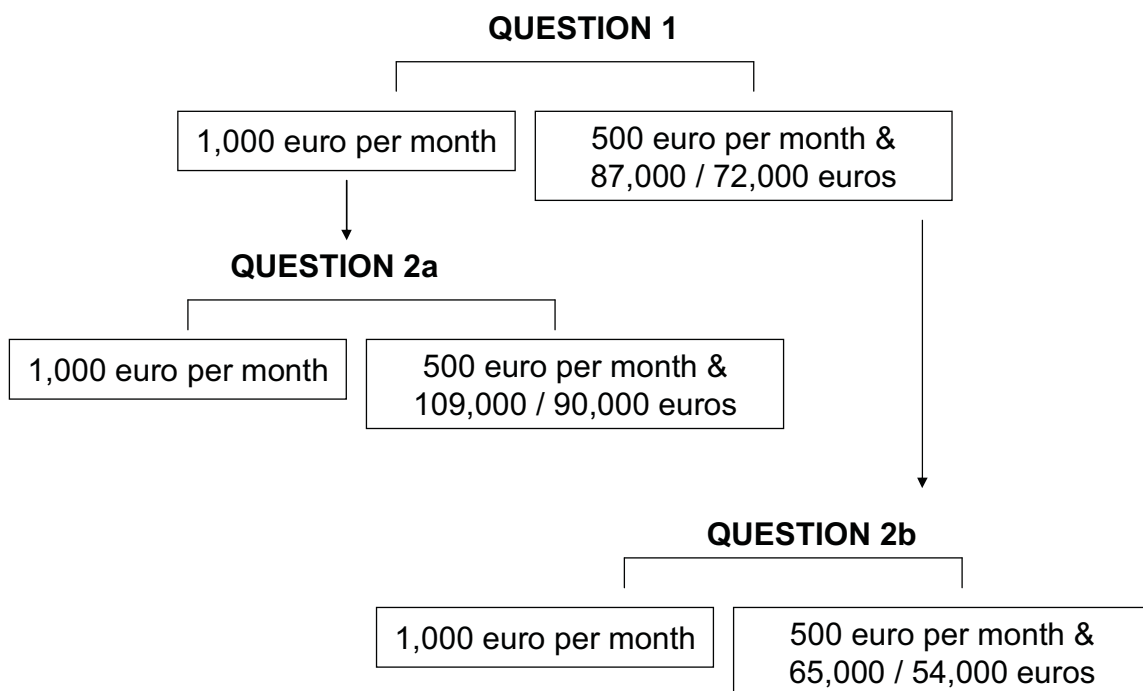 QUESTION 1
1,000 euro per month
500 euro per month &
87,000 / 72,000 euros
QUESTION 2a
1,000 euro per month
500 euro per month &
109,000 / 90,000 euros
QUESTION 2b
1,000 euro per month
500 euro per month &
65,000 / 54,000 euros